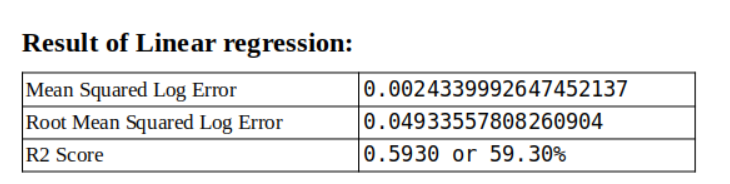 Result of Linear regression:
Mean Squared Log Error 0.0024339992647452137
Root Mean Squared Log Error 0.04933557808260904
R2 Score 0.5930 or 59.30%